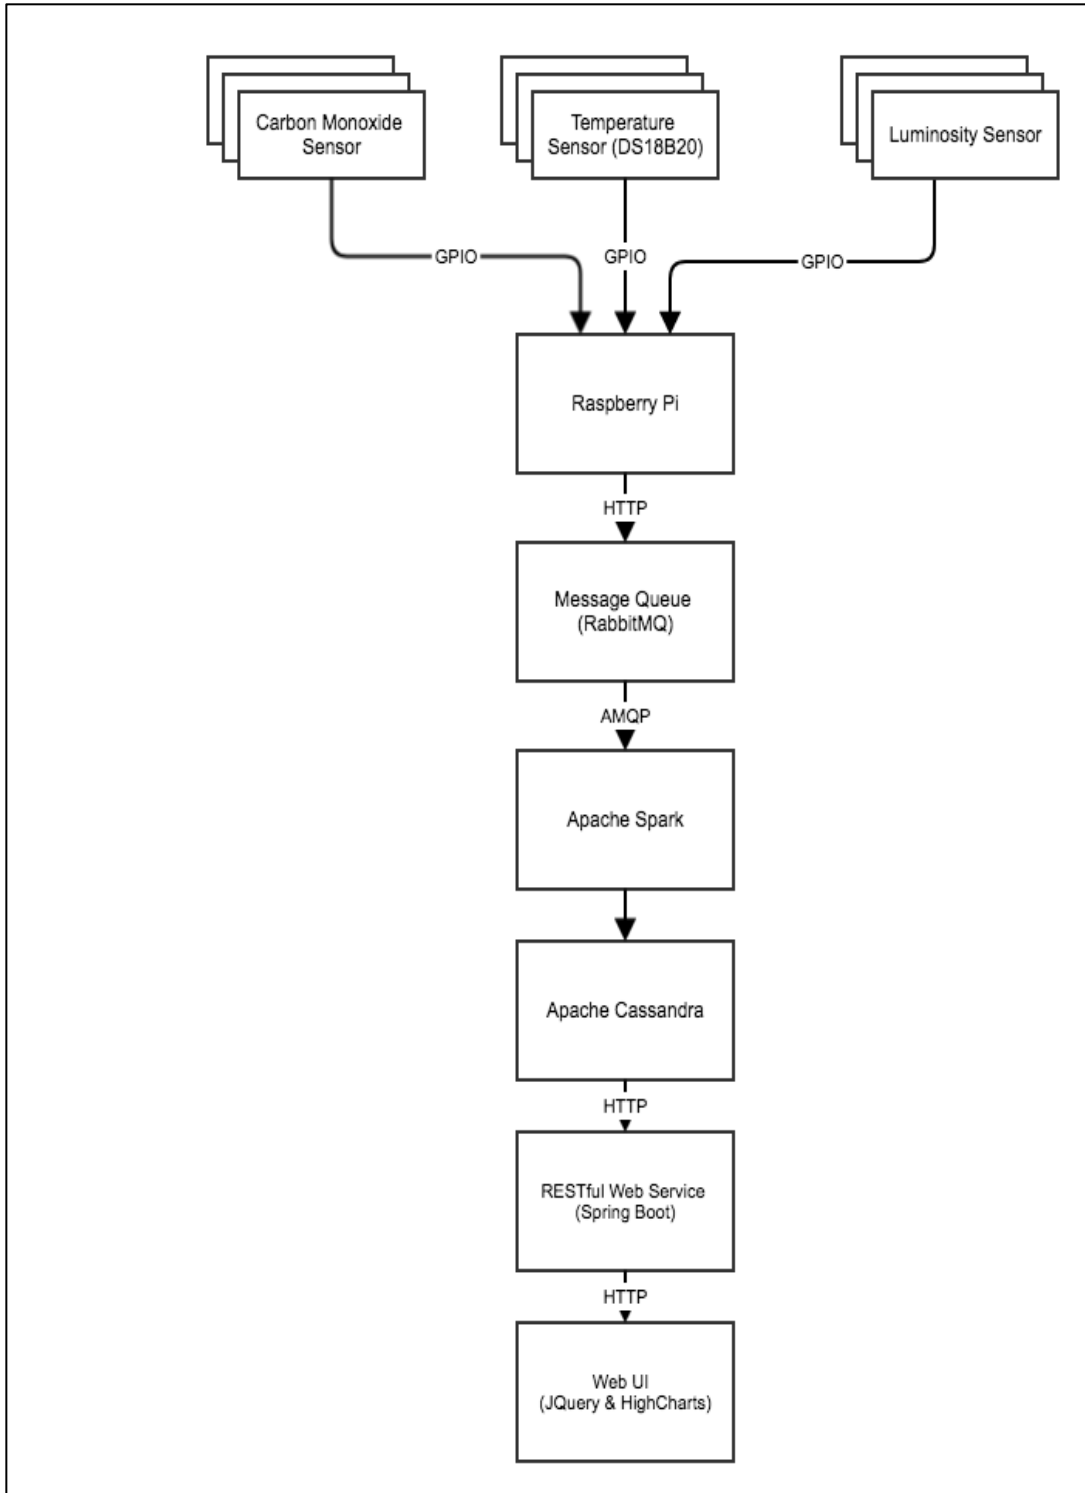 Carbon Monoxide
Sensor
Temperature
Sensor (DS18B20)
Luminosity Sensor
GPIO
GPIO
GPIO
Raspberry Pi
HTTP
Message Queue
(RabbitMQ)
AMQP
Apache Spark
Apache Cassandra
HTTP
RESTful Web Service
(Spring Boot)
HTTP
Web UI
(JQuery & HighCharts)